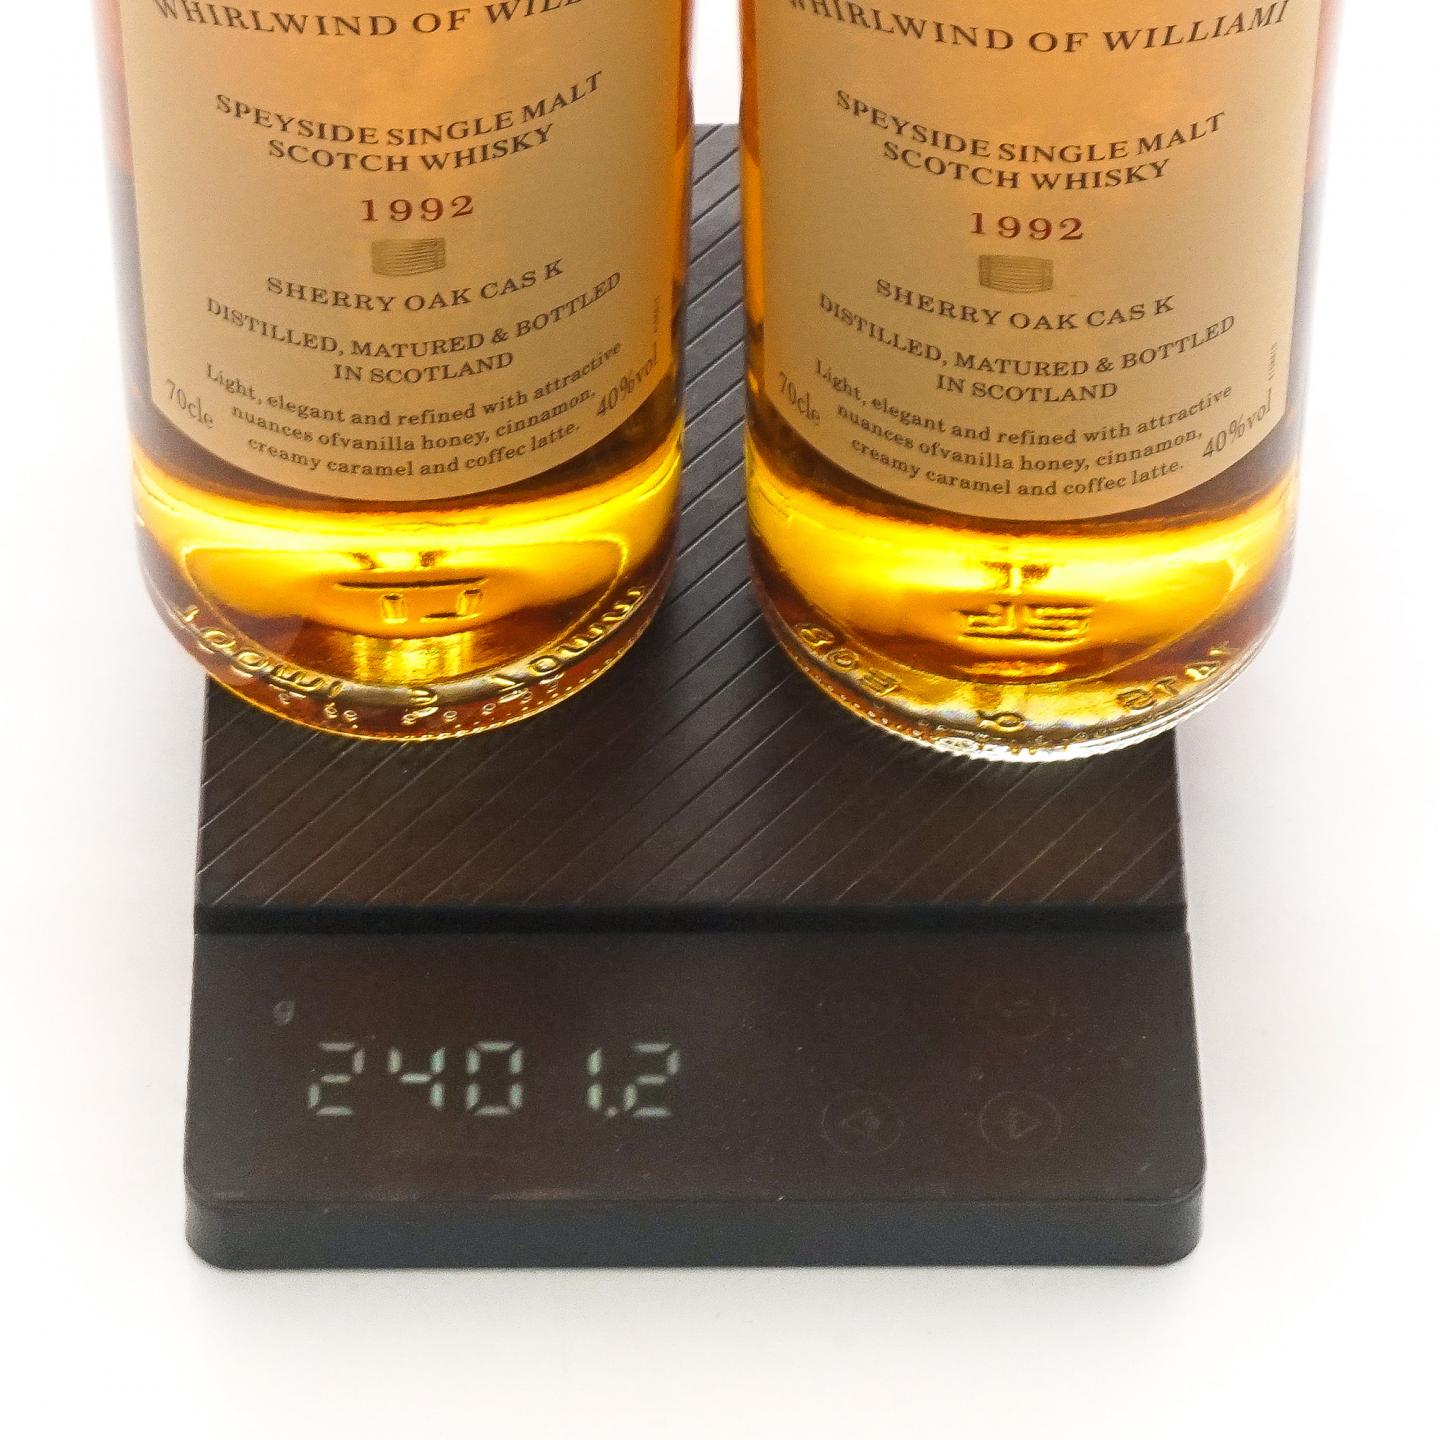 WHIRLWIND OF WILL
SPEYSIDE SINGLE MALT
SCOTCH WHISKY
1992
SHERRY OAK CAS K
DISTILLED, MATURED & BOTTLED
IN SCOTLAND
Light, elegant and refined with attractive
nuances ofvanilla honey, cinnamon,
creamy caramel and coffec latte.
70cle
40%vol
WHIRLWIND OF WILLIAMI
SPEYSIDE SINGLE MALT
SCOTCH WHISKY
1992
SHERRY OAK CAS K
DISTILLED, MATURED & BOTTLED
IN SCOTLAND
Light, elegant and refined with attractive
nuances ofvanilla honey, cinnamon,
creamy caramel and coffec latte.
70cle
40%vol
g
2401.2